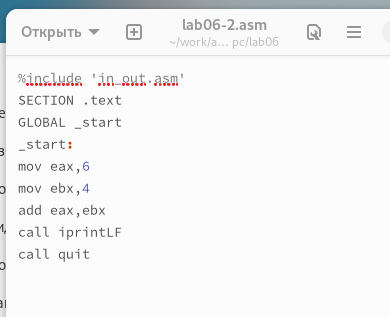 Открыть
lab06-2.asm
~/work/a... pc/lab06
%include 'in_out.asm'
SECTION .text
GLOBAL _start
_start:
mov eax,6
mov ebx,4
add eax,ebx
call iprintLF
call quit